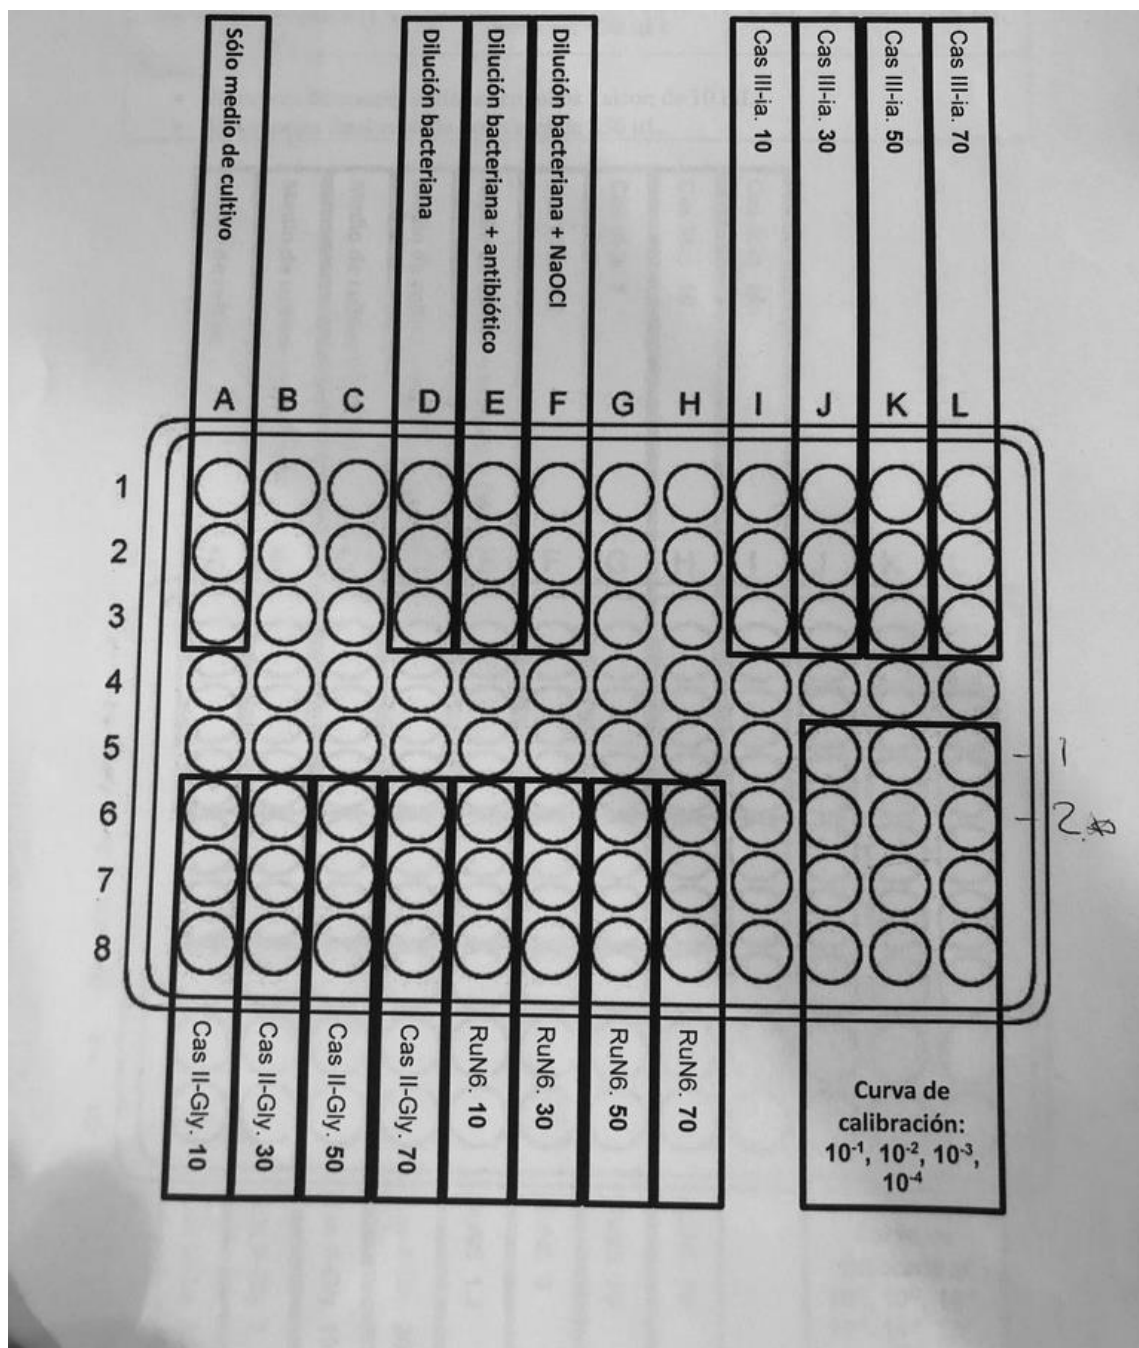 Sólo medio de cultivo
Dilución bacteriana
Dilución bacteriana + antibiótico
Dilución bacteriana + NaOCl
Cas III-ia. 10
Cas III-ia. 30
Cas III-ia. 50
Cas III-ia. 70
A B C D E F G H I J K L
1
2
3
4
5
1
6
2
7
8
Cas II-Gly. 10
Cas II-Gly. 30
Cas II-Gly. 50
Cas II-Gly. 70
RuN6. 10
RuN6. 30
RuN6. 50
RuN6. 70
Curva de
calibración:
10⁻¹, 10⁻², 10⁻³,
10⁻⁴